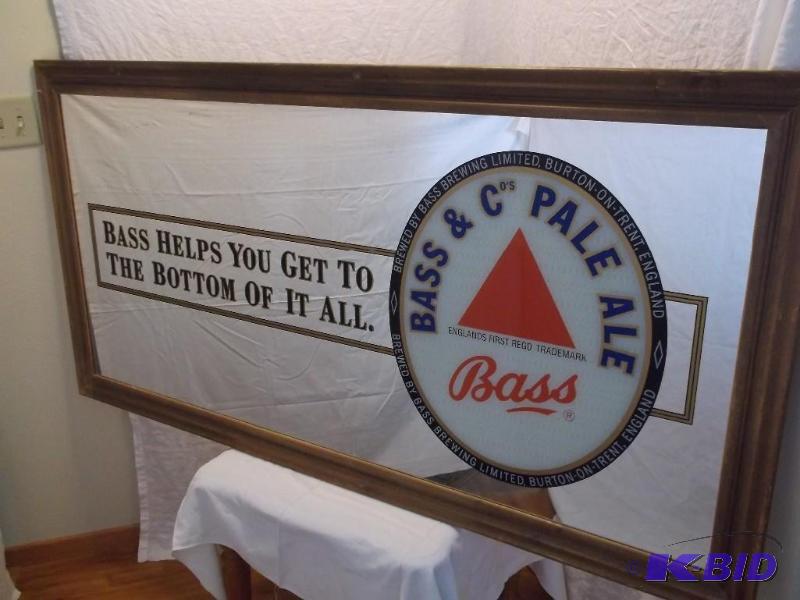 BASS HELPS YOU GET TO
THE BOTTOM OF IT ALL.
BREWED BY BASS BREWING LIMITED, BURTON-ON-TRENT, ENGLAND
BASS & CO'S PALE ALE
ENGLANDS FIRST REGD TRADEMARK
Bass
®
BREWED BY BASS BREWING LIMITED, BURTON-ON-TRENT, ENGLAND
K-BID